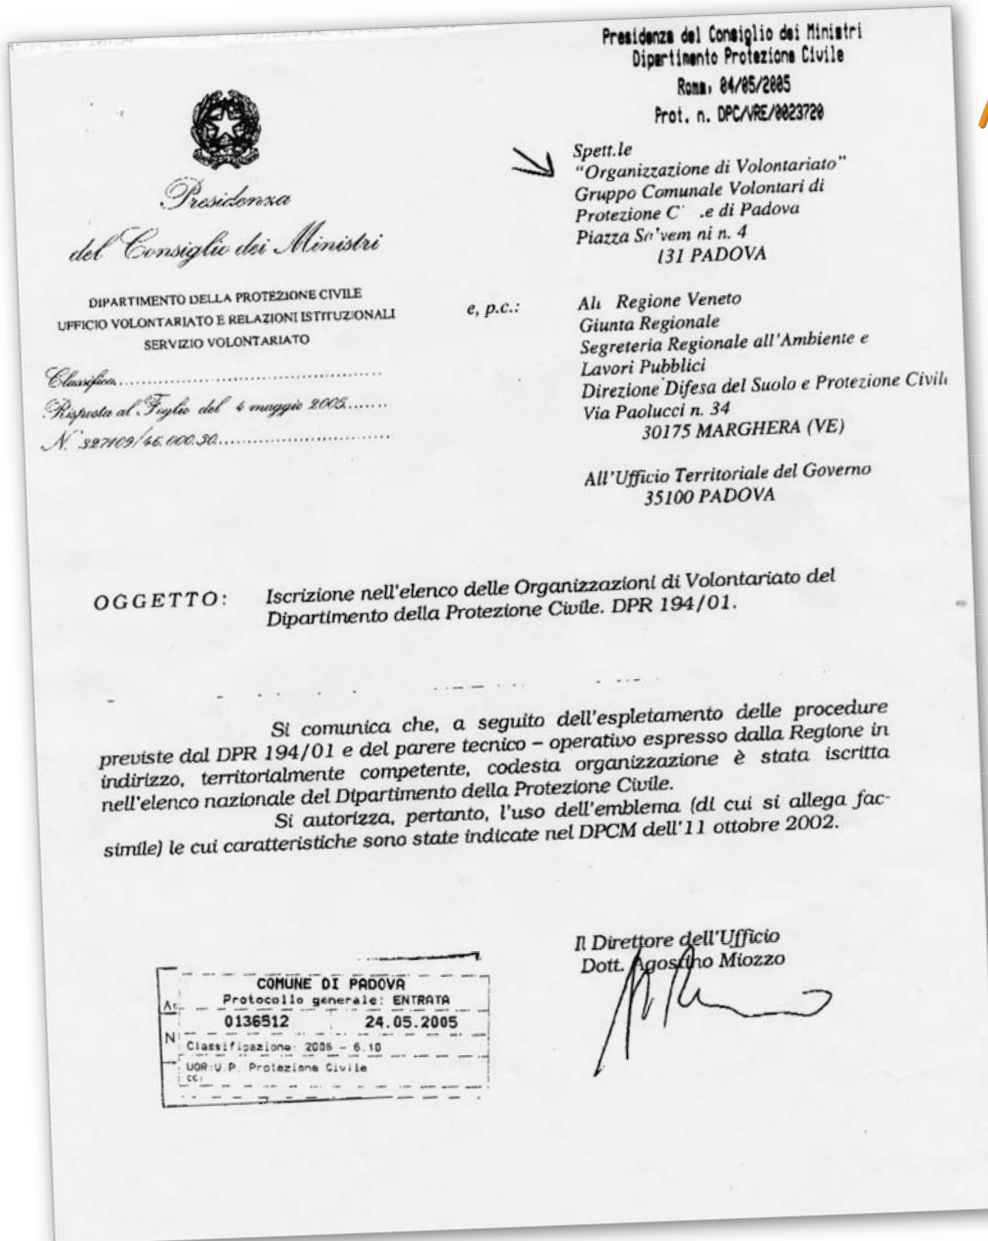 Presidenza del Consiglio dei Ministri
Dipartimento Protezione Civile
Roma, 04/05/2005
Prot. n. DPC/VRE/0023720
Presidenza
del Consiglio dei Ministri
DIPARTIMENTO DELLA PROTEZIONE CIVILE
UFFICIO VOLONTARIATO E RELAZIONI ISTITUZIONALI
SERVIZIO VOLONTARIATO
Classifica
Risposta al Foglio del 4 maggio 2005
N. 327109/46.000.30
Spett.le
"Organizzazione di Volontariato"
Gruppo Comunale Volontari di
Protezione C .e di Padova
Piazza ni n. 4
131 PADOVA
e, p.c.:
Regione Veneto
Giunta Regionale
Segreteria Regionale all'Ambiente e
Lavori Pubblici
Direzione Difesa del Suolo e Protezione Civile
Via Paolucci n. 34
30175 MARGHERA (VE)
All'Ufficio Territoriale del Governo
35100 PADOVA
OGGETTO: Iscrizione nell'elenco delle Organizzazioni di Volontariato del
Dipartimento della Protezione Civile. DPR 194/01.
Si comunica che, a seguito dell'espletamento delle procedure
previste dal DPR 194/01 e del parere tecnico – operativo espresso dalla Regione in
indirizzo, territorialmente competente, codesta organizzazione è stata iscritta
nell'elenco nazionale del Dipartimento della Protezione Civile.
Si autorizza, pertanto, l'uso dell'emblema (di cui si allega fac-
simile) le cui caratteristiche sono state indicate nel DPCM dell'11 ottobre 2002.
Il Direttore dell'Ufficio
Dott. Agostino Miozzo
COMUNE DI PADOVA
Protocollo generale: ENTRATA
0136512 24.05.2005
Classificazione: 2005 - 6.10
UOR: U.P. Protezione Civile
CC: